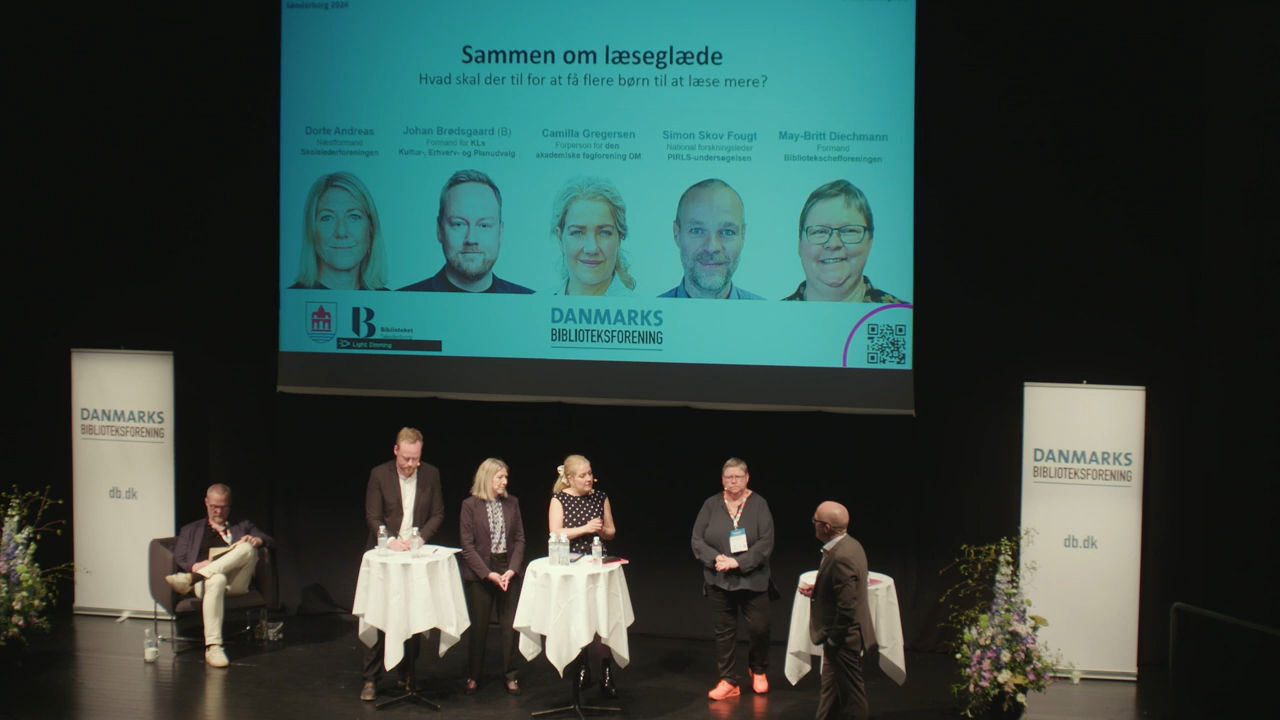 Sønderborg 2024
Sammen om læseglæde
Hvad skal der til for at få flere børn til at læse mere?
Dorte Andreas
Næstformand
Skolelederforeningen
Johan Brødsgaard (B)
Formand for KLs
Kultur-, Erhverv- og Planudvalg
Camilla Gregersen
Forperson for den
akademiske fagforening DM
Simon Skov Fougt
National forskningsleder
PIRLS-undersøgelsen
May-Britt Diechmann
Formand
Bibliotekschefforeningen
B
Biblioteket
Light Dimming
DANMARKS
BIBLIOTEKSFORENING
DANMARKS
BIBLIOTEKSFORENING
db.dk
DANMARKS
BIBLIOTEKSFORENING
db.dk